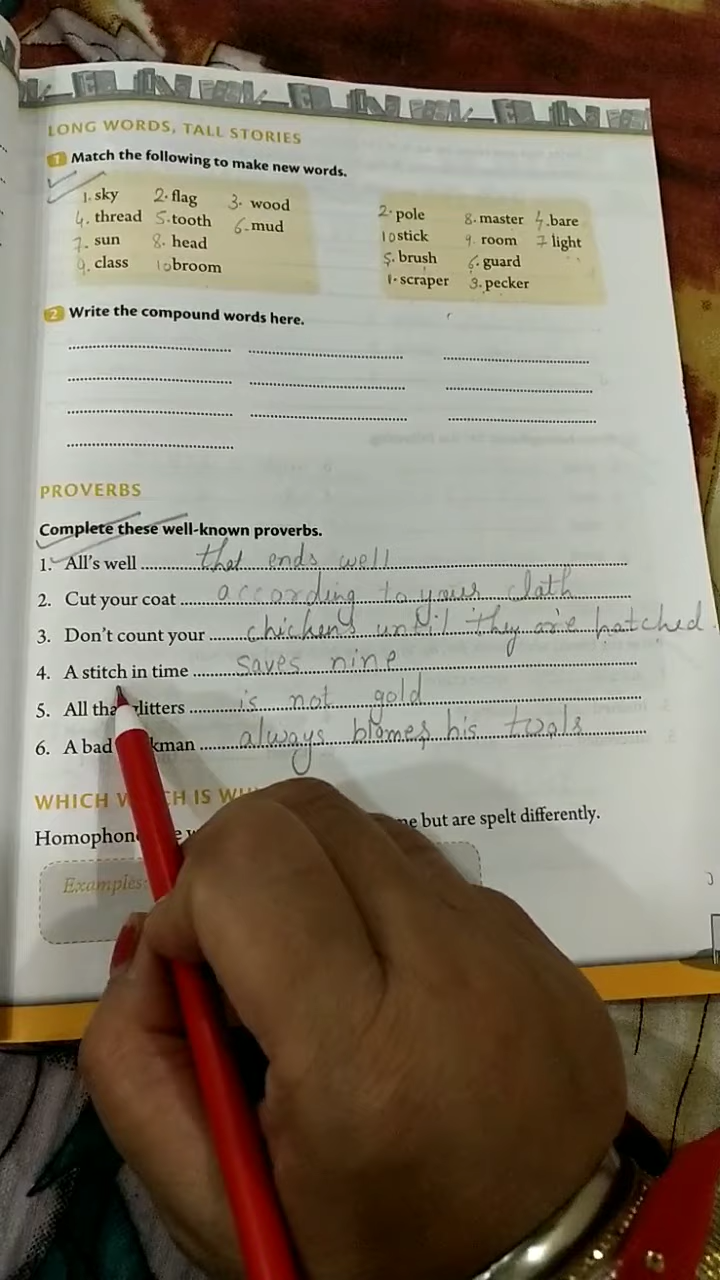 LONG WORDS, TALL STORIES
1 Match the following to make new words.
1. sky 2. flag 3. wood
4. thread 5. tooth 6. mud
7. sun 8. head
9. class 10 broom
2. pole 8. master 4. bare
10 stick 9. room 7 light
5. brush 6. guard
1. scraper 3. pecker
2 Write the compound words here.
PROVERBS
Complete these well-known proverbs.
1. All's well that ends well
2. Cut your coat according to your cloth
3. Don't count your chickens until they are hatched
4. A stitch in time saves nine
5. All glitters is not gold
6. A bad always blames his tools
WHICH IS
Homophon but are spelt differently.
Examples: